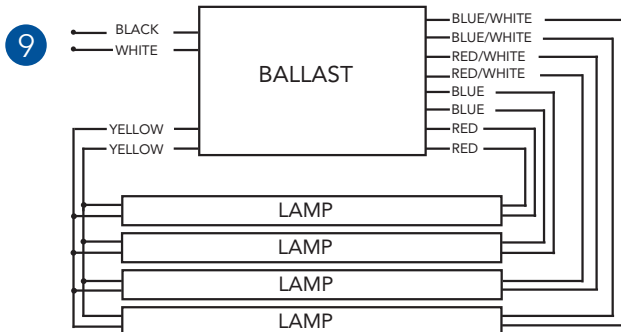 9
BLACK
WHITE
YELLOW
YELLOW
BALLAST
BLUE/WHITE
BLUE/WHITE
RED/WHITE
RED/WHITE
BLUE
BLUE
RED
RED
LAMP
LAMP
LAMP
LAMP